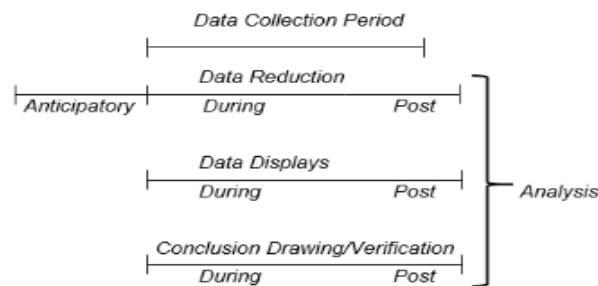 Data Collection Period
Data Reduction
Anticipatory During Post
Data Displays
During Post
Analysis
Conclusion Drawing/Verification
During Post